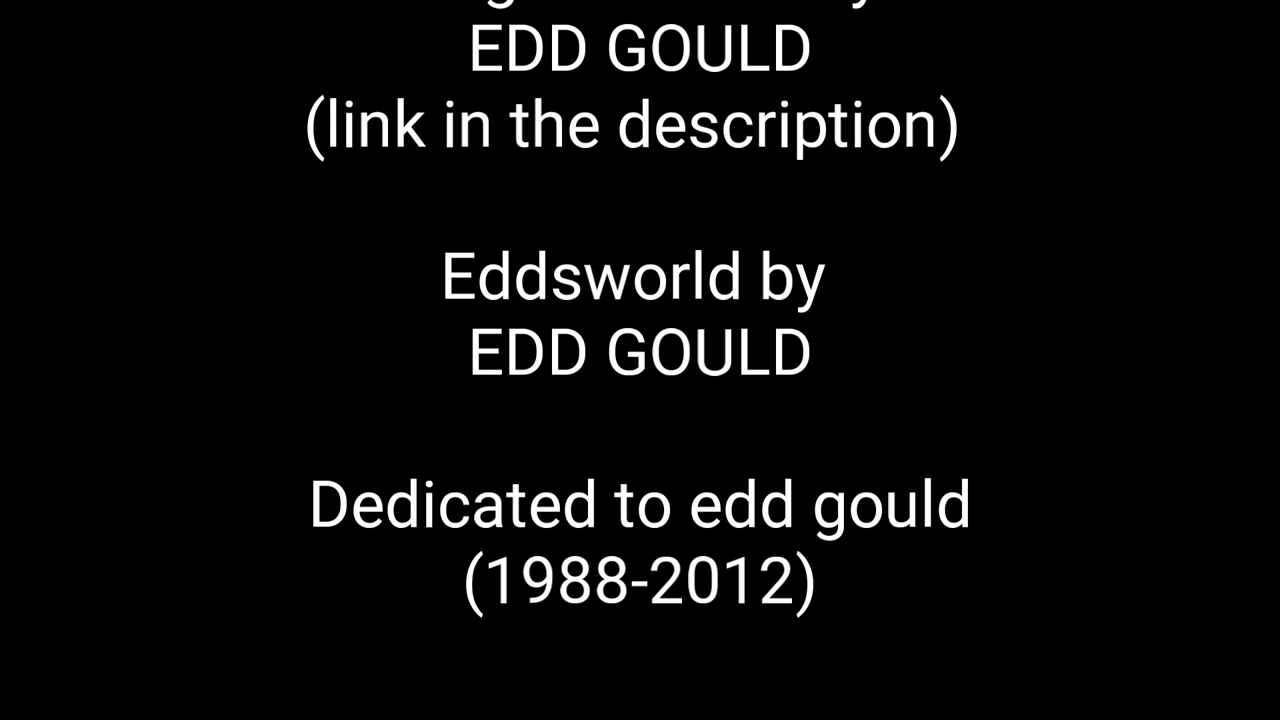 EDD GOULD
(link in the description)
Eddsworld by
EDD GOULD
Dedicated to edd gould
(1988-2012)